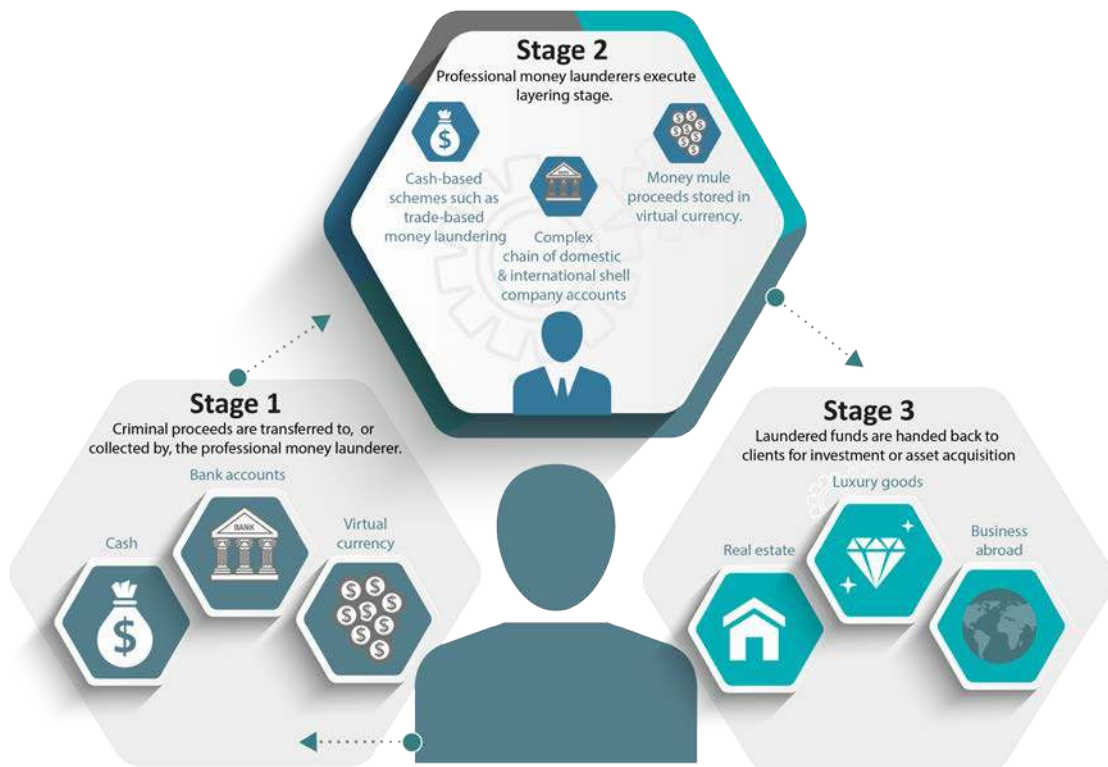 Stage 2
Professional money launderers execute
layering stage.
$
Cash-based
schemes such as
trade-based
money laundering
Complex
chain of domestic
& international shell
company accounts
Money mule
proceeds stored in
virtual currency.
Stage 1
Criminal proceeds are transferred to, or
collected by, the professional money launderer.
Bank accounts
BANK
Cash
$
Virtual
currency
Stage 3
Laundered funds are handed back to
clients for investment or asset acquisition
Luxury goods
Real estate
Business
abroad